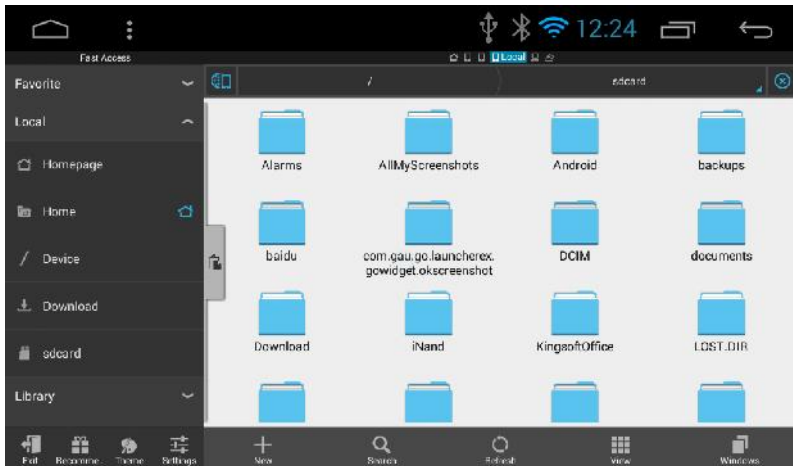 12:24
Fast Access
Local
Favorite
/
sdcard
Local
Homepage
Home
/ Device
Download
sdcard
Library
Alarms
AllMyScreenshots
Android
backups
baidu
com.gau.go.launcherex.
gowidget.okscreenshot
DCIM
documents
Download
iNand
KingsoftOffice
LOST.DIR
Exit
Recomme
Theme
Settings
New
Search
Refresh
View
Windows